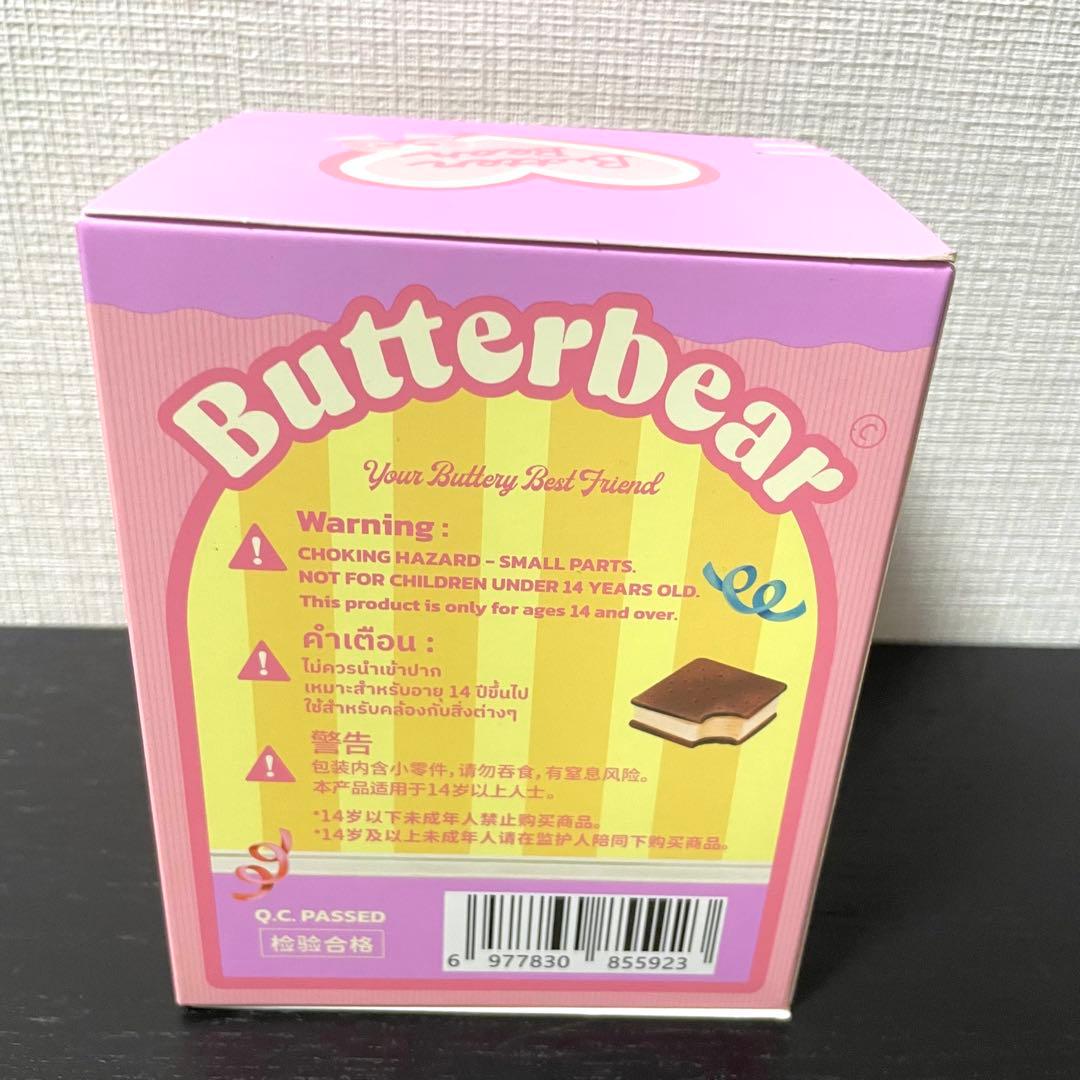 Butter
Bear
Butterbear ©
Your Buttery Best Friend
Warning :
CHOKING HAZARD - SMALL PARTS.
NOT FOR CHILDREN UNDER 14 YEARS OLD.
This product is only for ages 14 and over.
คำเตือน :
ไม่ควรนำเข้าปาก
เหมาะสำหรับอายุ 14 ปีขึ้นไป
ใช้สำหรับคล้องกับสิ่งต่างๆ
警告
包装内含小零件,请勿吞食,有窒息风险。
本产品适用于14岁以上人士。
*14岁以下未成年人禁止购买商品。
*14岁及以上未成年人请在监护人陪同下购买商品。
Q.C. PASSED
检验合格
6 977830 855923